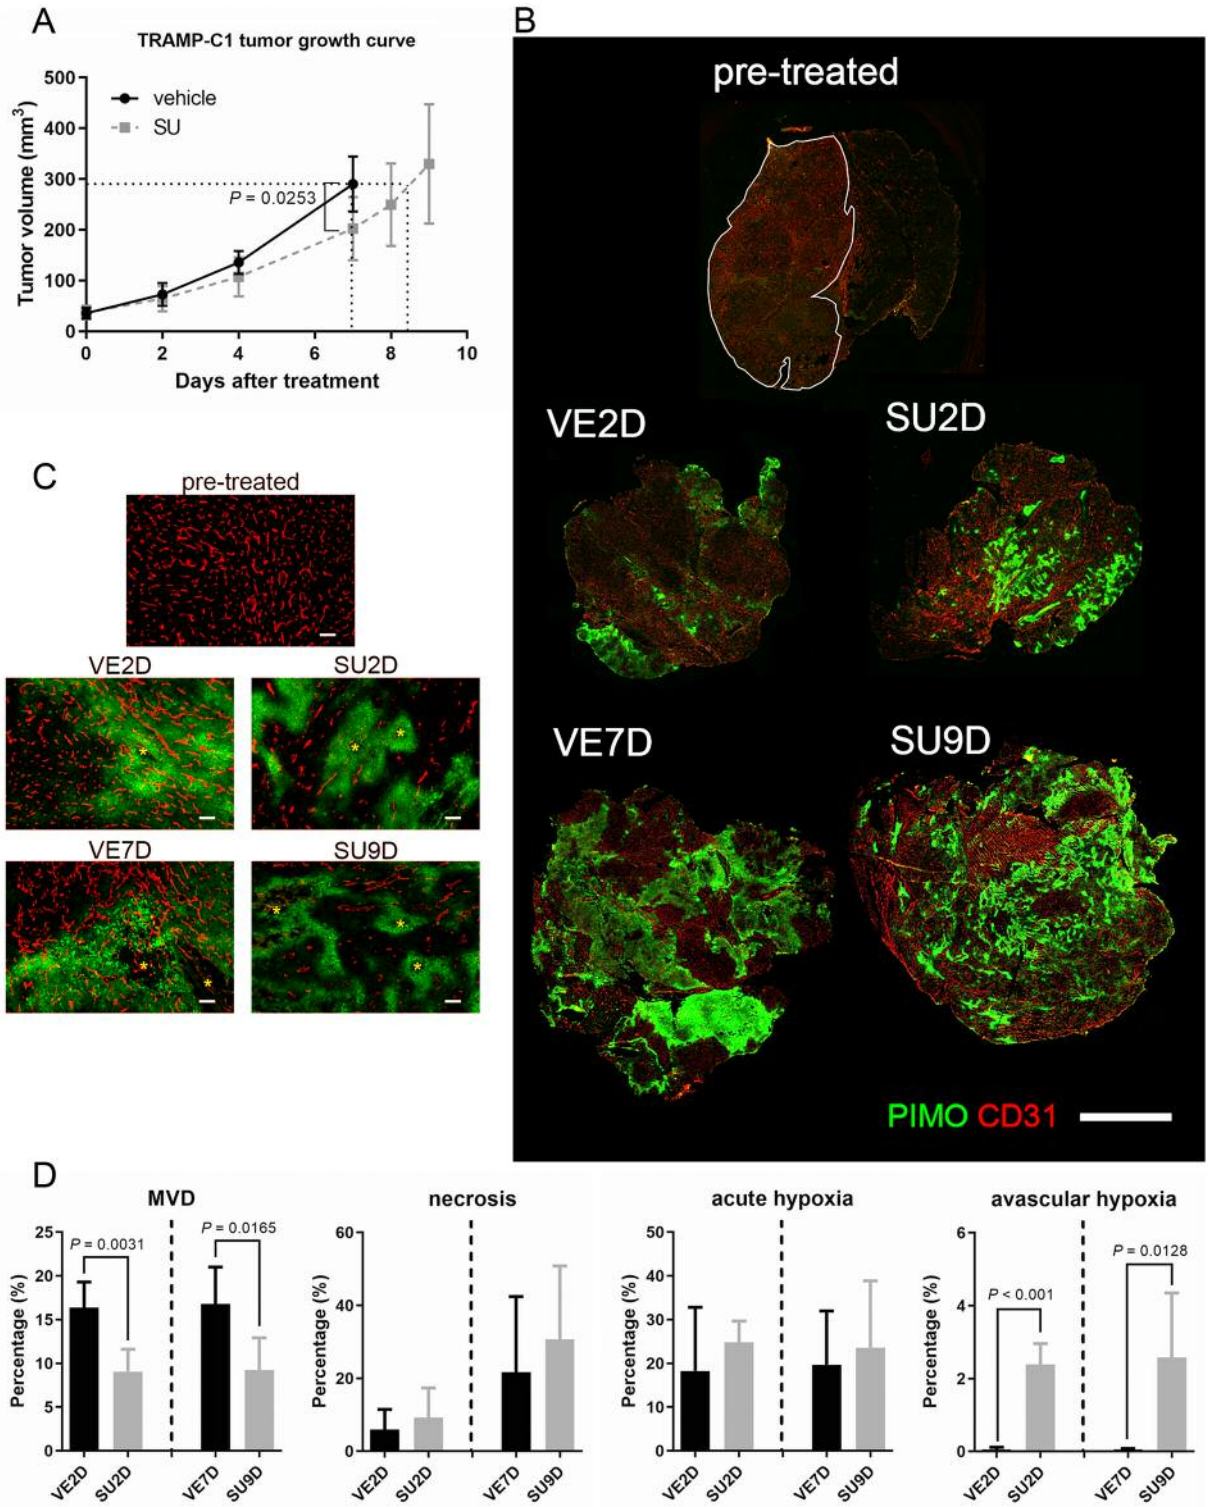 A
TRAMP-C1 tumor growth curve
Tumor volume (mm³)
500
400
300
200
100
0
vehicle
SU
P = 0.0253
0 2 4 6 8 10
Days after treatment
B
pre-treated
VE2D
SU2D
VE7D
SU9D
PIMO CD31
C
pre-treated
VE2D
SU2D
*
* *
VE7D
SU9D
* *
* * *
D
MVD
Percentage (%)
25
20
15
10
5
0
P = 0.0031
P = 0.0165
VE2D SU2D VE7D SU9D
necrosis
Percentage (%)
60
40
20
0
VE2D SU2D VE7D SU9D
acute hypoxia
Percentage (%)
50
40
30
20
10
0
VE2D SU2D VE7D SU9D
avascular hypoxia
Percentage (%)
6
4
2
0
P < 0.001
P = 0.0128
VE2D SU2D VE7D SU9D